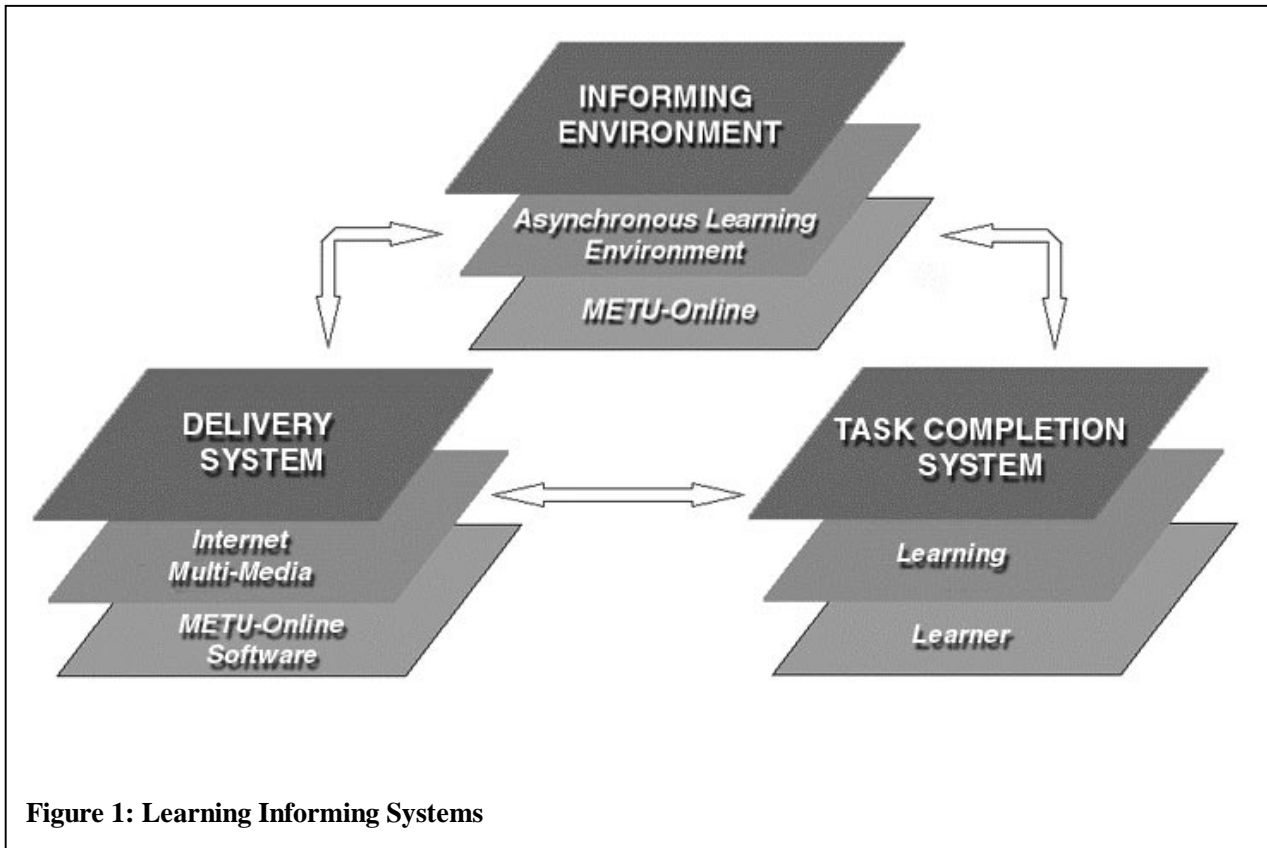 INFORMING
ENVIRONMENT
Asynchronous Learning
Environment
METU-Online
DELIVERY
SYSTEM
Internet
Multi-Media
METU-Online
Software
TASK COMPLETION
SYSTEM
Learning
Learner
Figure 1: Learning Informing Systems